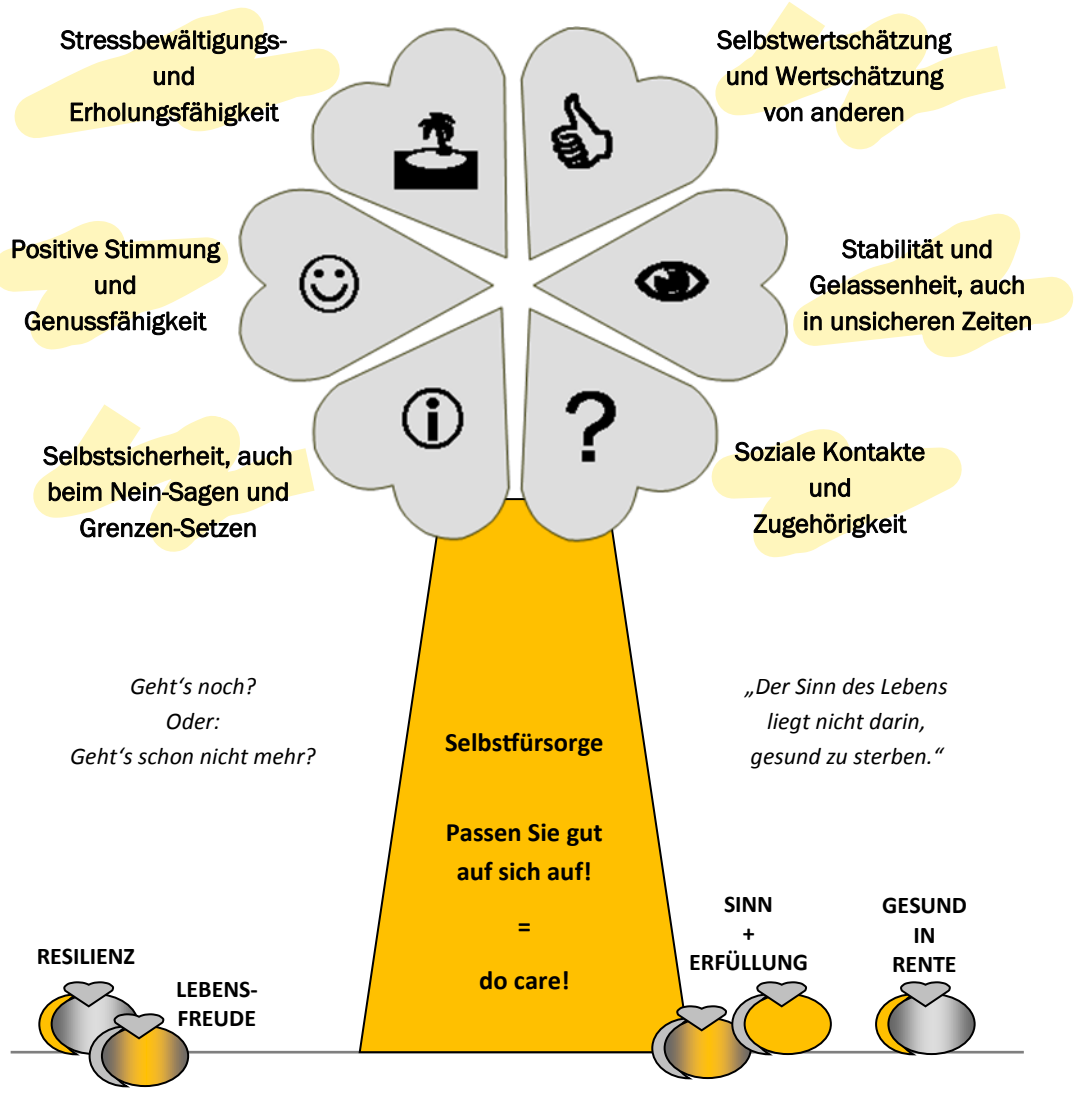 Stressbewältigungs-
und
Erholungsfähigkeit
Selbstwertschätzung
und Wertschätzung
von anderen
Positive Stimmung
und
Genussfähigkeit
Stabilität und
Gelassenheit, auch
in unsicheren Zeiten
Selbstsicherheit, auch
beim Nein-Sagen und
Grenzen-Setzen
i
?
Soziale Kontakte
und
Zugehörigkeit
Geht‘s noch?
Oder:
Geht‘s schon nicht mehr?
Selbstfürsorge
Passen Sie gut
auf sich auf!
=
do care!
„Der Sinn des Lebens
liegt nicht darin,
gesund zu sterben.“
RESILIENZ
LEBENS-
FREUDE
SINN
+
ERFÜLLUNG
GESUND
IN
RENTE